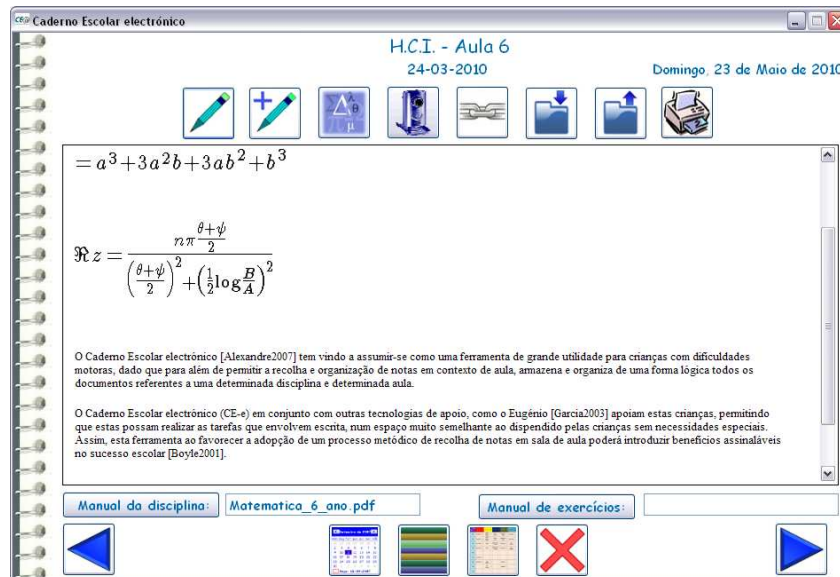 Caderno Escolar electrónico
H.C.I. - Aula 6
24-03-2010
Domingo, 23 de Maio de 2010
= a³+3a²b+3ab²+b³
ℜz = \frac{nπ\frac{θ+ψ}{2}}{(\frac{θ+ψ}{2})²+(\frac{1}{2}log\frac{B}{A})²}
O Caderno Escolar electrónico [Alexandre2007] tem vindo a assumir-se como uma ferramenta de grande utilidade para crianças com dificuldades
motoras, dado que para além de permitir a recolha e organização de notas em contexto de aula, armazena e organiza de uma forma lógica todos os
documentos referentes a uma determinada disciplina e determinada aula.
O Caderno Escolar electrónico (CE-e) em conjunto com outras tecnologias de apoio, como o Eugénio [Garcia2003] apoiam estas crianças, permitindo
que estas possam realizar as tarefas que envolvem escrita, num espaço muito semelhante ao dispendido pelas crianças sem necessidades especiais.
Assim, esta ferramenta ao favorecer a adopção de um processo metódico de recolha de notas em sala de aula poderá introduzir benefícios assinaláveis
no sucesso escolar [Boyle2001].
Manual da disciplina:
Matematica_6_ano.pdf
Manual de exercícios: